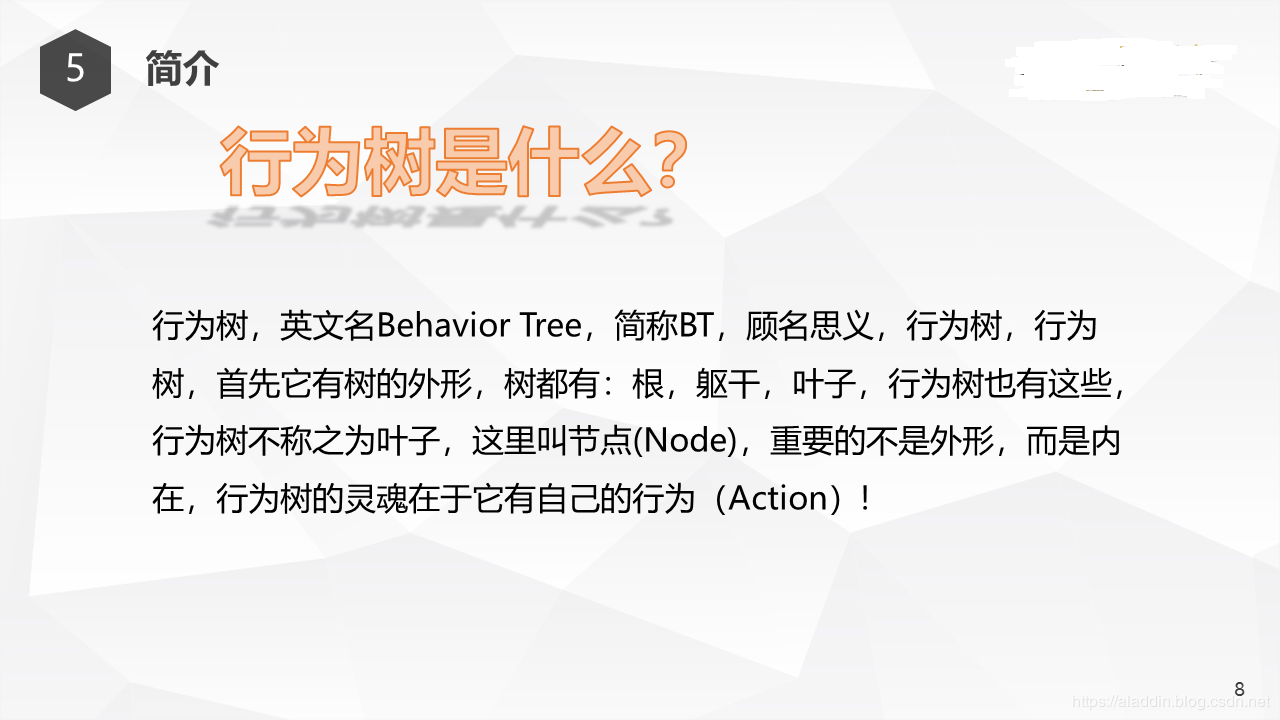 5
简介
行为树是什么?
行为树，英文名Behavior Tree，简称BT，顾名思义，行为树，行为
树，首先它有树的外形，树都有：根，躯干，叶子，行为树也有这些，
行为树不称之为叶子，这里叫节点(Node)，重要的不是外形，而是内
在，行为树的灵魂在于它有自己的行为（Action）!
8
https://aladdin.blog.csdn.net